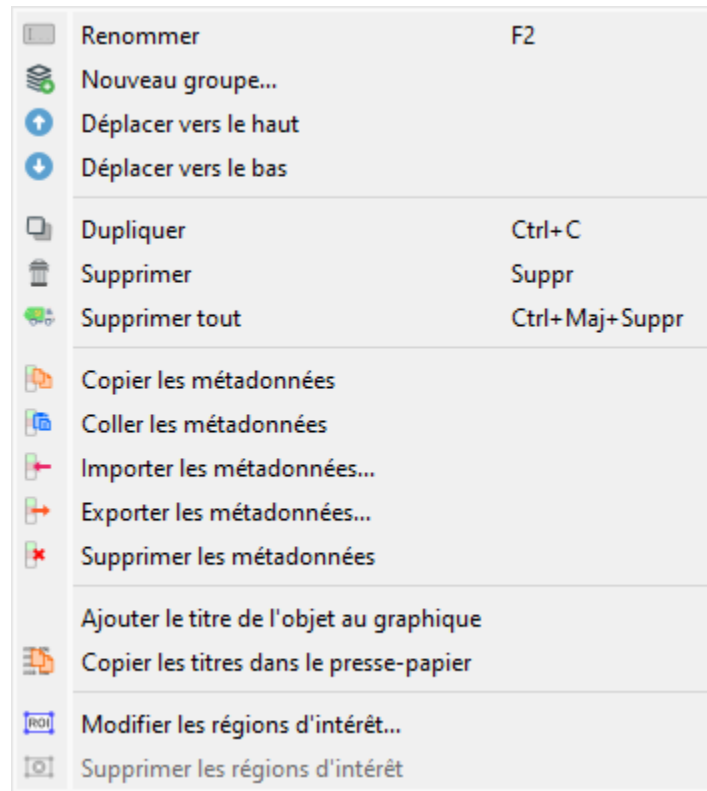 Renommer F2
Nouveau groupe...
Déplacer vers le haut
Déplacer vers le bas
Dupliquer Ctrl+C
Supprimer Suppr
Supprimer tout Ctrl+Maj+Suppr
Copier les métadonnées
Coller les métadonnées
Importer les métadonnées...
Exporter les métadonnées...
Supprimer les métadonnées
Ajouter le titre de l'objet au graphique
Copier les titres dans le presse-papier
ROI Modifier les régions d'intérêt...
Supprimer les régions d'intérêt